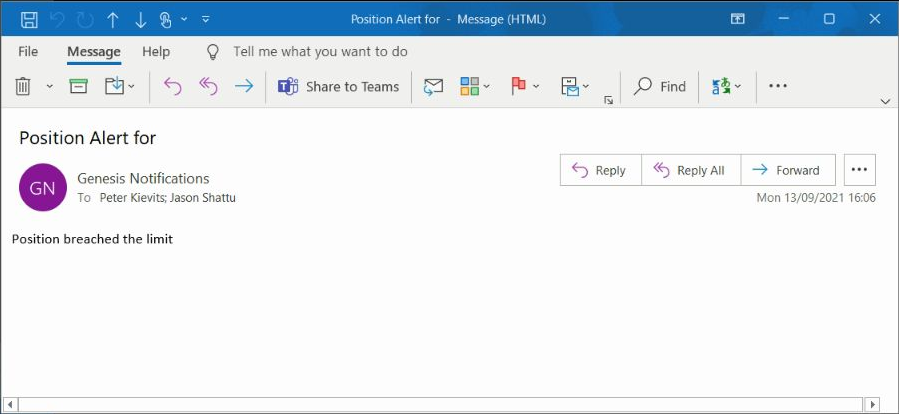 Position Alert for - Message (HTML)
File Message Help Tell me what you want to do
Share to Teams Find
Position Alert for
GN
Genesis Notifications
To Peter Kievits; Jason Shattu
Reply Reply All Forward
Mon 13/09/2021 16:06
Position breached the limit